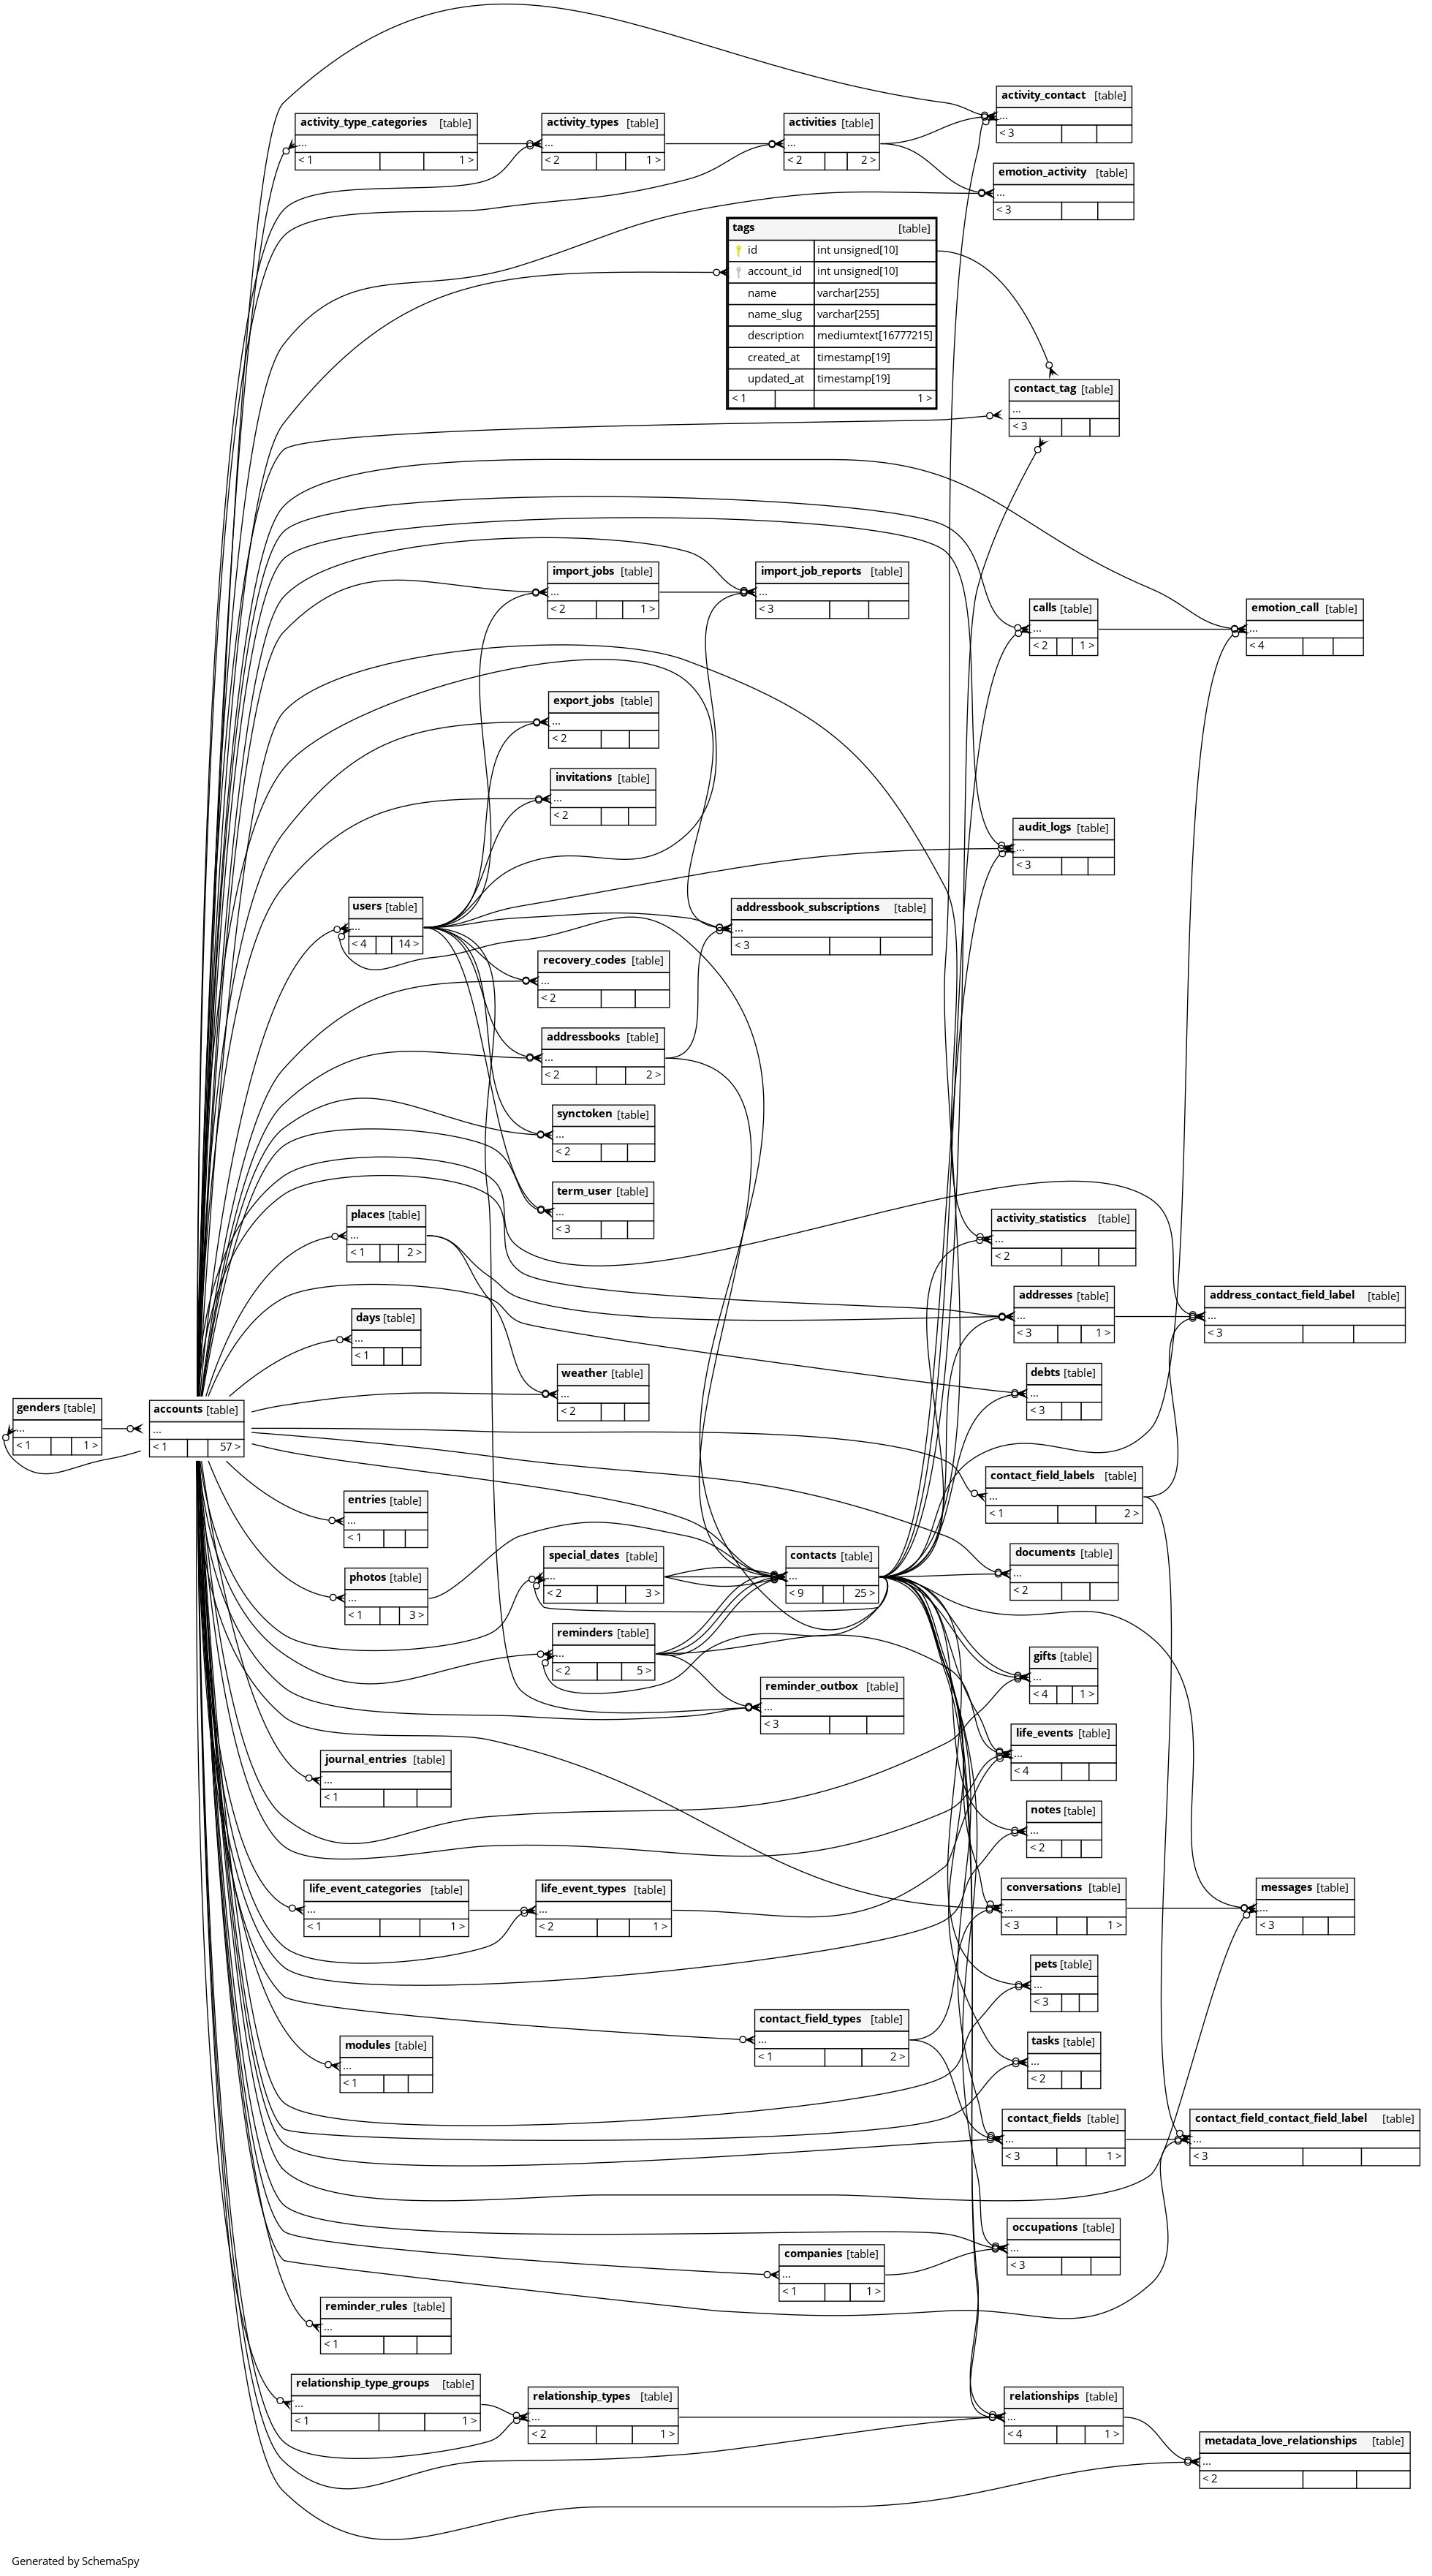 activity_contact [table]
...
< 3
activity_type_categories [table]
...
< 1 1 >
activity_types [table]
...
< 2 1 >
activities [table]
...
< 2 2 >
emotion_activity [table]
...
< 3
tags [table]
id int unsigned[10]
account_id int unsigned[10]
name varchar[255]
name_slug varchar[255]
description mediumtext[16777215]
created_at timestamp[19]
updated_at timestamp[19]
< 1 1 >
contact_tag [table]
...
< 3
import_jobs [table]
...
< 2 1 >
import_job_reports [table]
...
< 3
calls [table]
...
< 2 1 >
emotion_call [table]
...
< 4
export_jobs [table]
...
< 2
invitations [table]
...
< 2
audit_logs [table]
...
< 3
users [table]
...
< 4 14 >
addressbook_subscriptions [table]
...
< 3
recovery_codes [table]
...
< 2
addressbooks [table]
...
< 2 2 >
synctoken [table]
...
< 2
term_user [table]
...
< 3
places [table]
...
< 1 2 >
activity_statistics [table]
...
< 2
addresses [table]
...
< 3 1 >
address_contact_field_label [table]
...
< 3
days [table]
...
< 1
weather [table]
...
< 2
debts [table]
...
< 3
genders [table]
...
< 1 1 >
accounts [table]
...
< 1 57 >
contact_field_labels [table]
...
< 1 2 >
entries [table]
...
< 1
special_dates [table]
...
< 2 3 >
contacts [table]
...
< 9 25 >
documents [table]
...
< 2
photos [table]
...
< 1 3 >
reminders [table]
...
< 2 5 >
gifts [table]
...
< 4 1 >
reminder_outbox [table]
...
< 3
life_events [table]
...
< 4
journal_entries [table]
...
< 1
notes [table]
...
< 2
life_event_categories [table]
...
< 1 1 >
life_event_types [table]
...
< 2 1 >
conversations [table]
...
< 3 1 >
messages [table]
...
< 3
pets [table]
...
< 3
contact_field_types [table]
...
< 1 2 >
modules [table]
...
< 1
tasks [table]
...
< 2
contact_fields [table]
...
< 3 1 >
contact_field_contact_field_label [table]
...
< 3
occupations [table]
...
< 3
companies [table]
...
< 1 1 >
reminder_rules [table]
...
< 1
relationship_type_groups [table]
...
< 1 1 >
relationship_types [table]
...
< 2 1 >
relationships [table]
...
< 4 1 >
metadata_love_relationships [table]
...
< 2
Generated by SchemaSpy